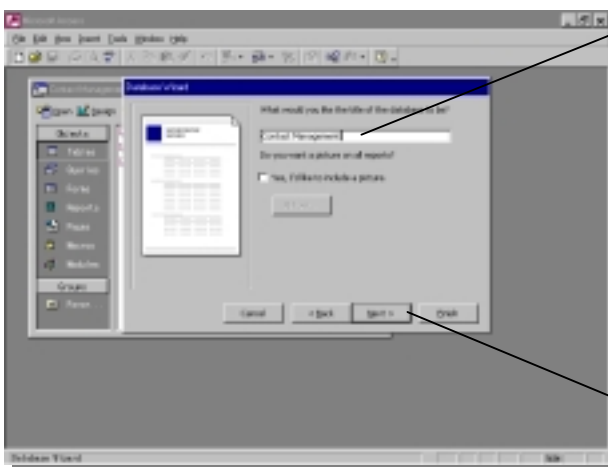 Microsoft Access
File Edit View Insert Tools Window Help
Contact Management
Database Wizard
Open Design
Objects
Tables
Queries
Forms
Reports
Pages
Macros
Modules
Groups
What would you like the title of the database to be?
Contact Management
Do you want a picture on all reports?
Yes, I'd like to include a picture.
Cancel < Back Next > Finish
Database Wizard